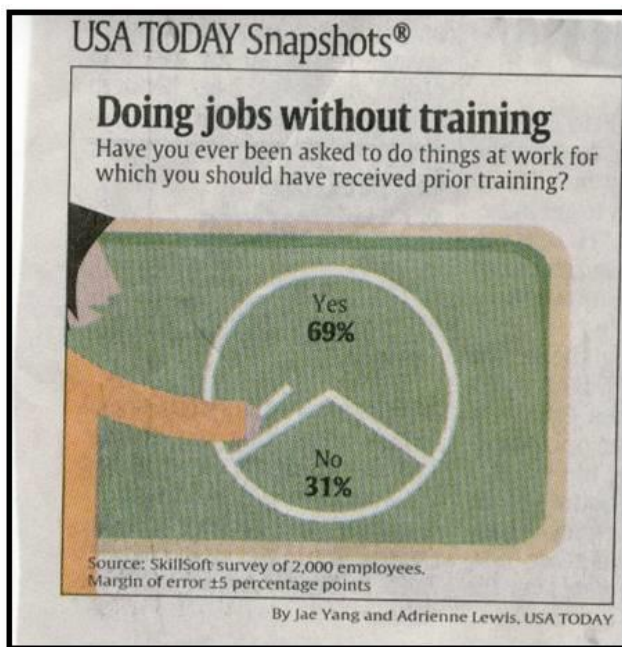 USA TODAY Snapshots®
Doing jobs without training
Have you ever been asked to do things at work for
which you should have received prior training?
Yes
69%
No
31%
Source: SkillSoft survey of 2,000 employees.
Margin of error ±5 percentage points
By Jae Yang and Adrienne Lewis, USA TODAY